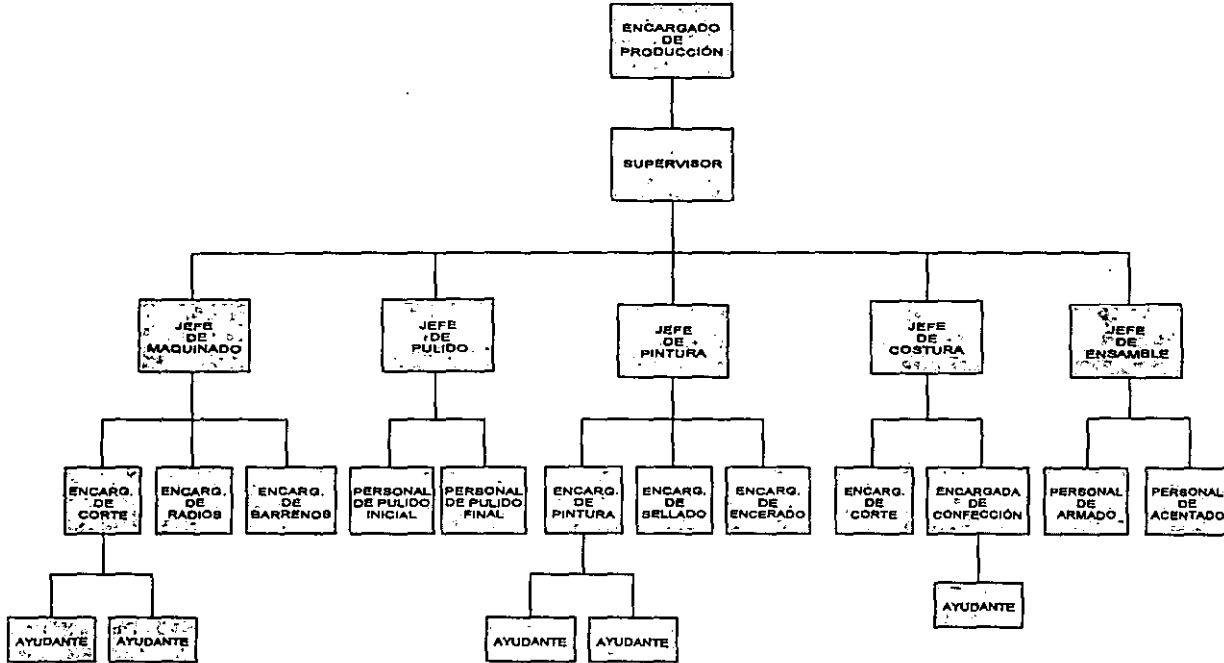 ENCARGADO
DE
PRODUCCIÓN
SUPERVISOR
JEFE
DE
MAQUINADO
JEFE
DE
PULIDO
JEFE
DE
PINTURA
JEFE
DE
COSTURA
JEFE
DE
ENSAMBLE
ENCARG.
DE
CORTE
ENCARG.
DE
RADIOS
ENCARG.
DE
BARRENOS
PERSONAL
DE PULIDO
INICIAL
PERSONAL
DE PULIDO
FINAL
ENCARG.
DE
PINTURA
ENCARG.
DE
SELLADO
ENCARG.
DE
ENCERADO
ENCARG.
DE
CORTE
ENCARGADA
DE
CONFECCIÓN
PERSONAL
DE
ARMADO
PERSONAL
DE
ACENTADO
AYUDANTE
AYUDANTE
AYUDANTE
AYUDANTE
AYUDANTE